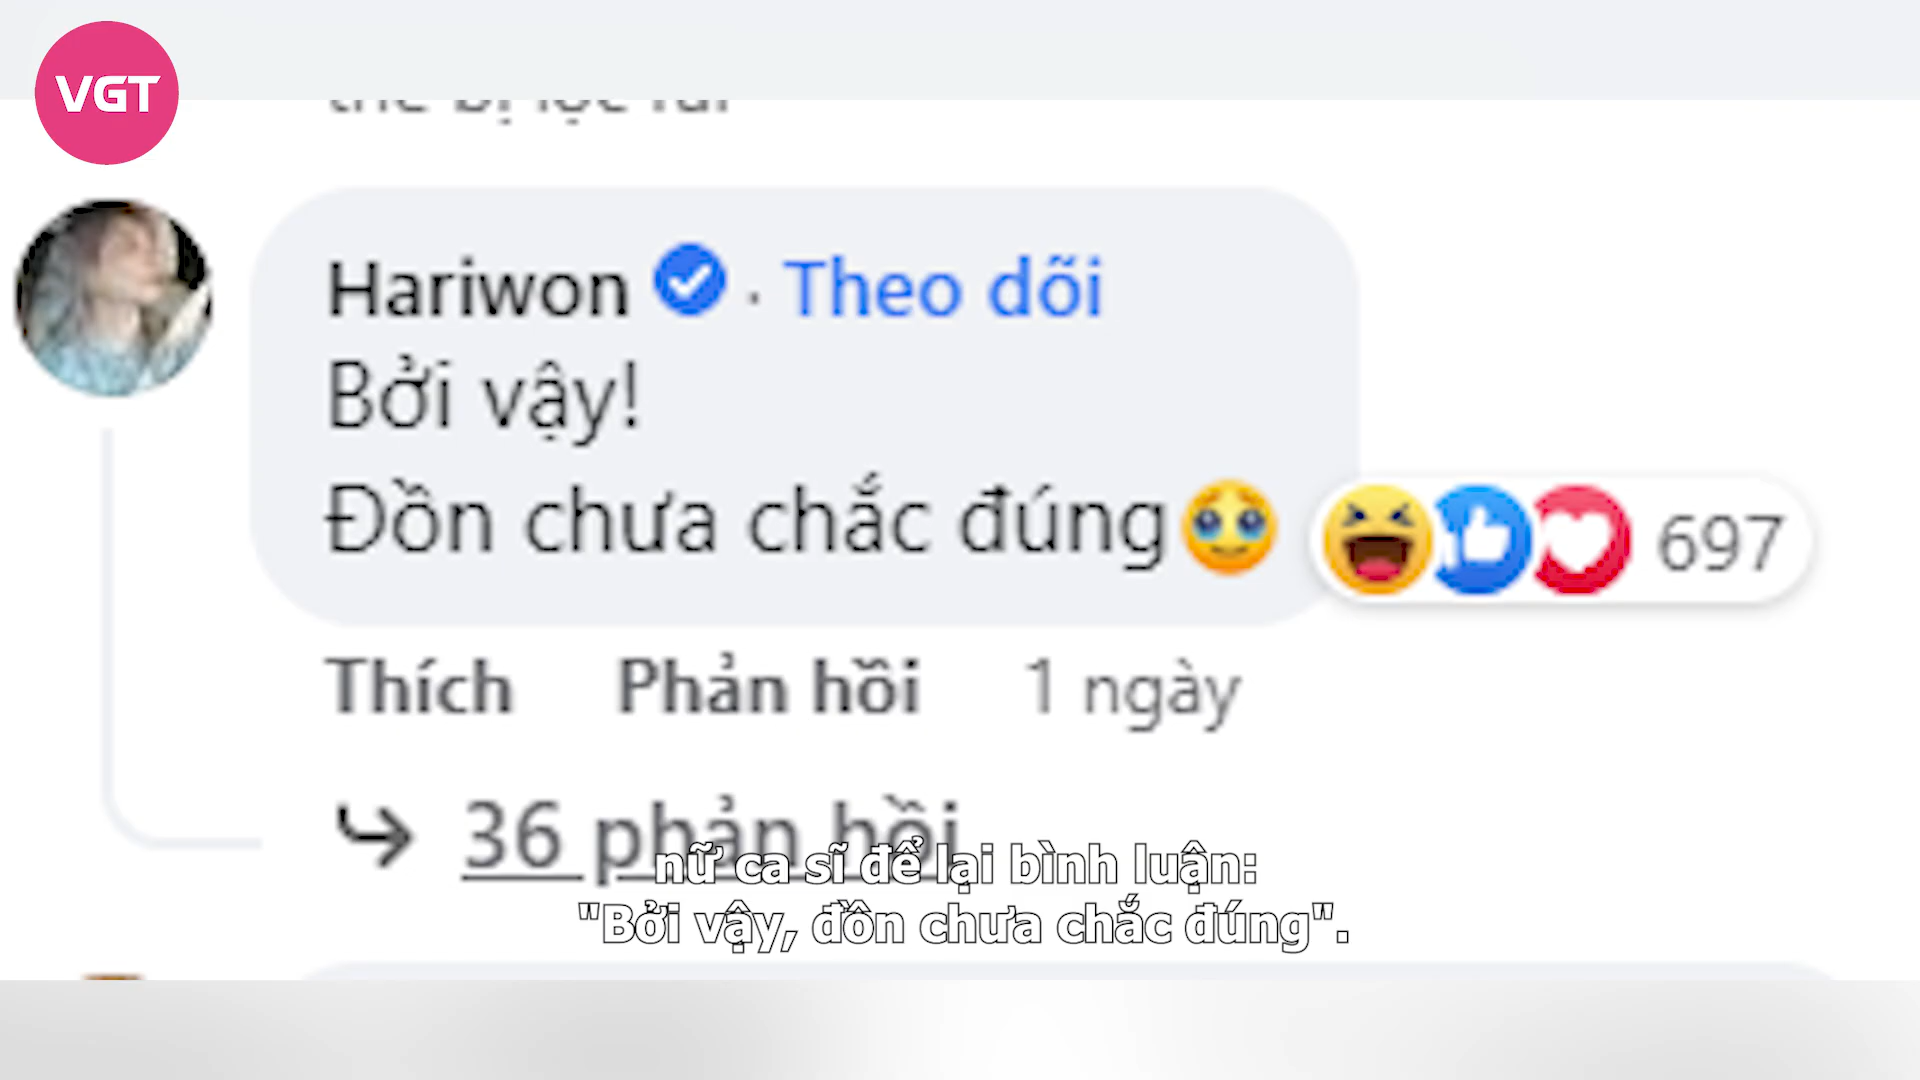 VGT
Hariwon · Theo dõi
Bởi vậy!
Đồn chưa chắc đúng🥹
697
Thích Phản hồi 1 ngày
36 phản hồi
nữ ca sĩ để lại bình luận:
"Bởi vậy, đồn chưa chắc đúng".